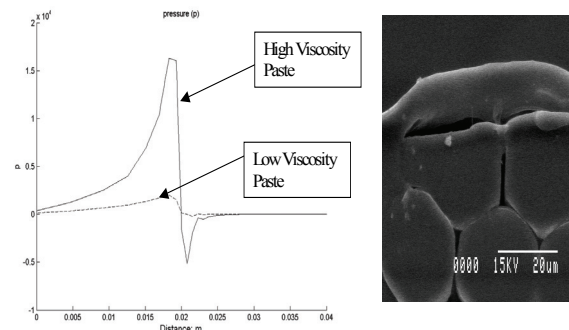 pressure (p)
x 10⁴
2
1.5
1
0.5
0
-0.5
-1
p
0
0.005
0.01
0.015
0.02
0.025
0.03
0.035
0.04
Distance: m
High Viscosity
Paste
Low Viscosity
Paste
0000 15KV 20um